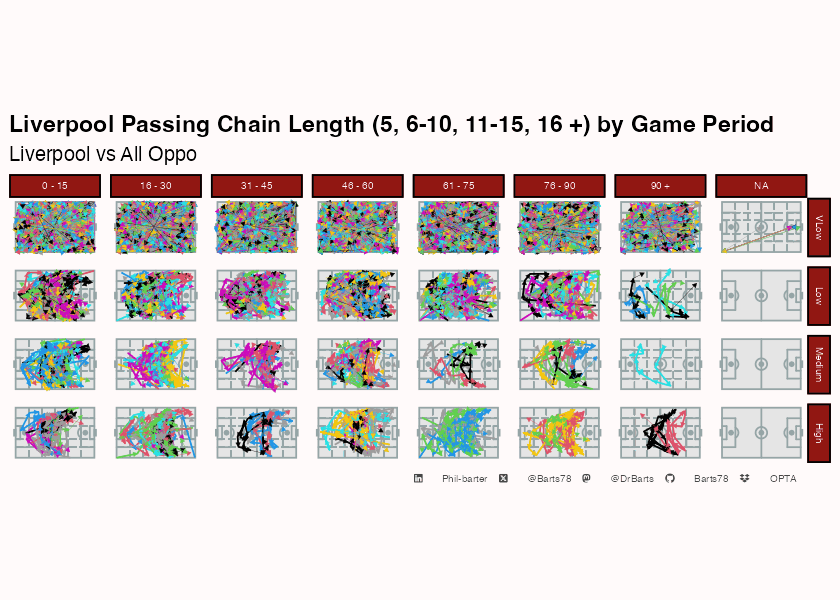 Liverpool Passing Chain Length (5, 6-10, 11-15, 16 +) by Game Period
Liverpool vs All Oppo
0 - 15 16 - 30 31 - 45 46 - 60 61 - 75 76 - 90 90 + NA
VLow
Low
Medium
High
Phil-barter @Barts78 @DrBarts Barts78 OPTA